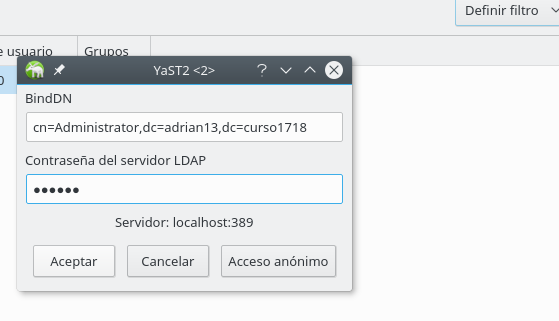 Definir filtro
e usuario Grupos
0
YaST2 <2>
BindDN
cn=Administrator,dc=adrian13,dc=curso1718
Contraseña del servidor LDAP
●●●●●●
Servidor: localhost:389
Aceptar Cancelar Acceso anónimo